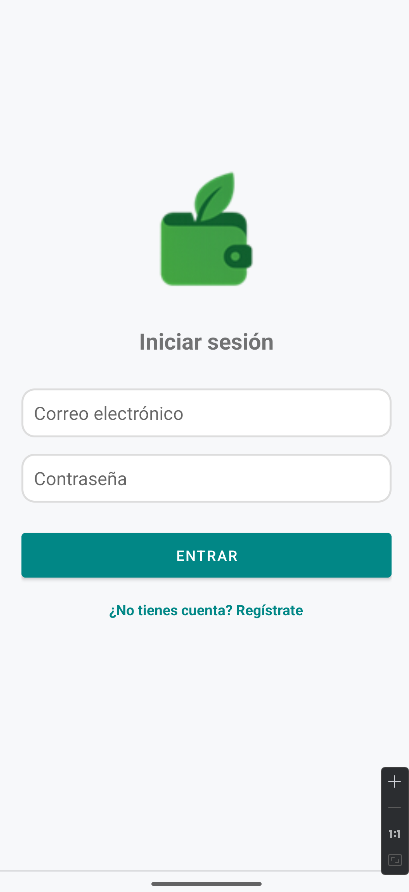 Iniciar sesión
Correo electrónico
Contraseña
ENTRAR
¿No tienes cuenta? Regístrate
1:1